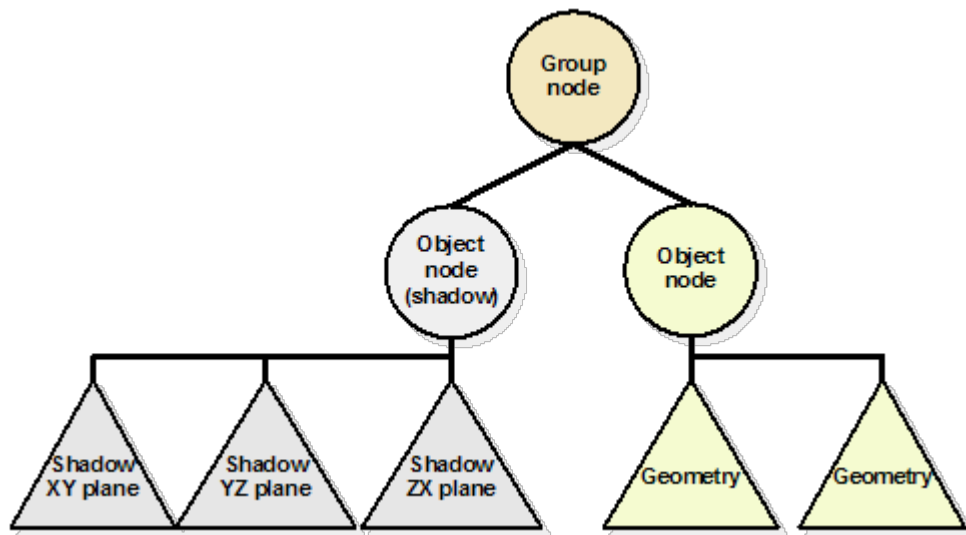 Group
node
Object
node
(shadow)
Object
node
Shadow
XY plane
Shadow
YZ plane
Shadow
ZX plane
Geometry
Geometry